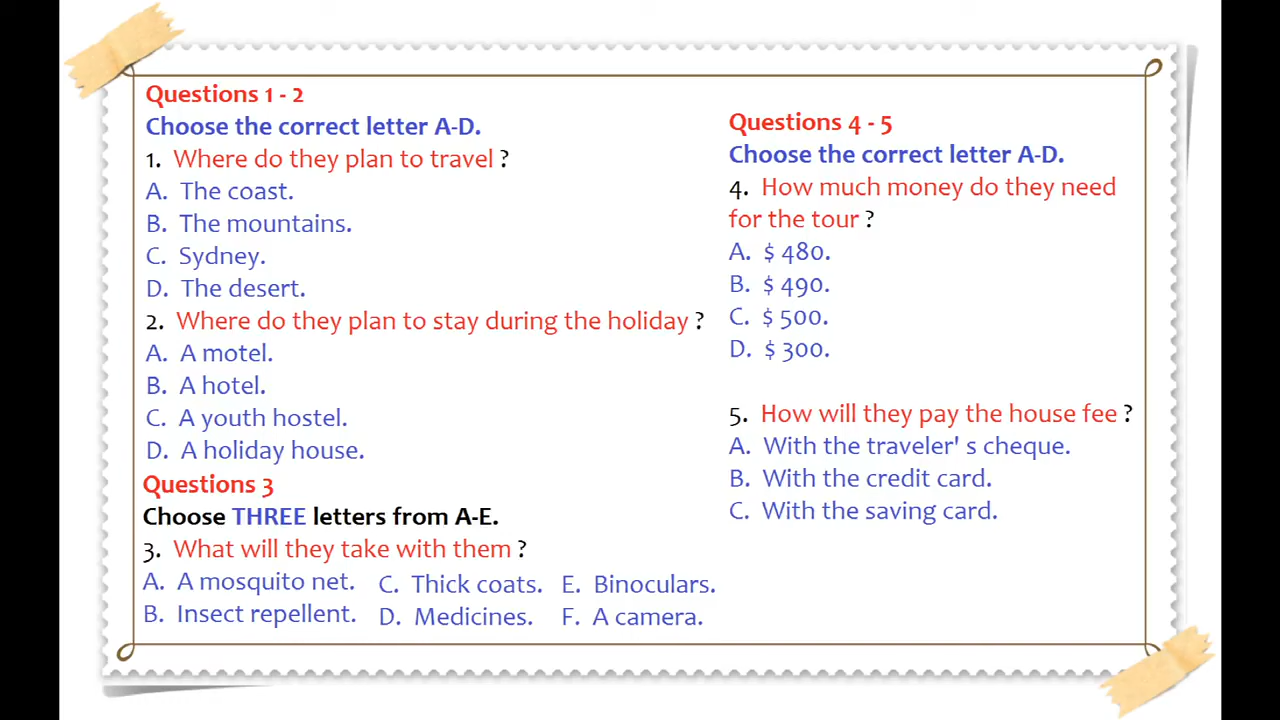 Questions 1 - 2
Choose the correct letter A-D.
1. Where do they plan to travel ?
A. The coast.
B. The mountains.
C. Sydney.
D. The desert.
2. Where do they plan to stay during the holiday ?
A. A motel.
B. A hotel.
C. A youth hostel.
D. A holiday house.
Questions 3
Choose THREE letters from A-E.
3. What will they take with them ?
A. A mosquito net. C. Thick coats. E. Binoculars.
B. Insect repellent. D. Medicines. F. A camera.
Questions 4 - 5
Choose the correct letter A-D.
4. How much money do they need
for the tour ?
A. $ 480.
B. $ 490.
C. $ 500.
D. $ 300.
5. How will they pay the house fee ?
A. With the traveler' s cheque.
B. With the credit card.
C. With the saving card.